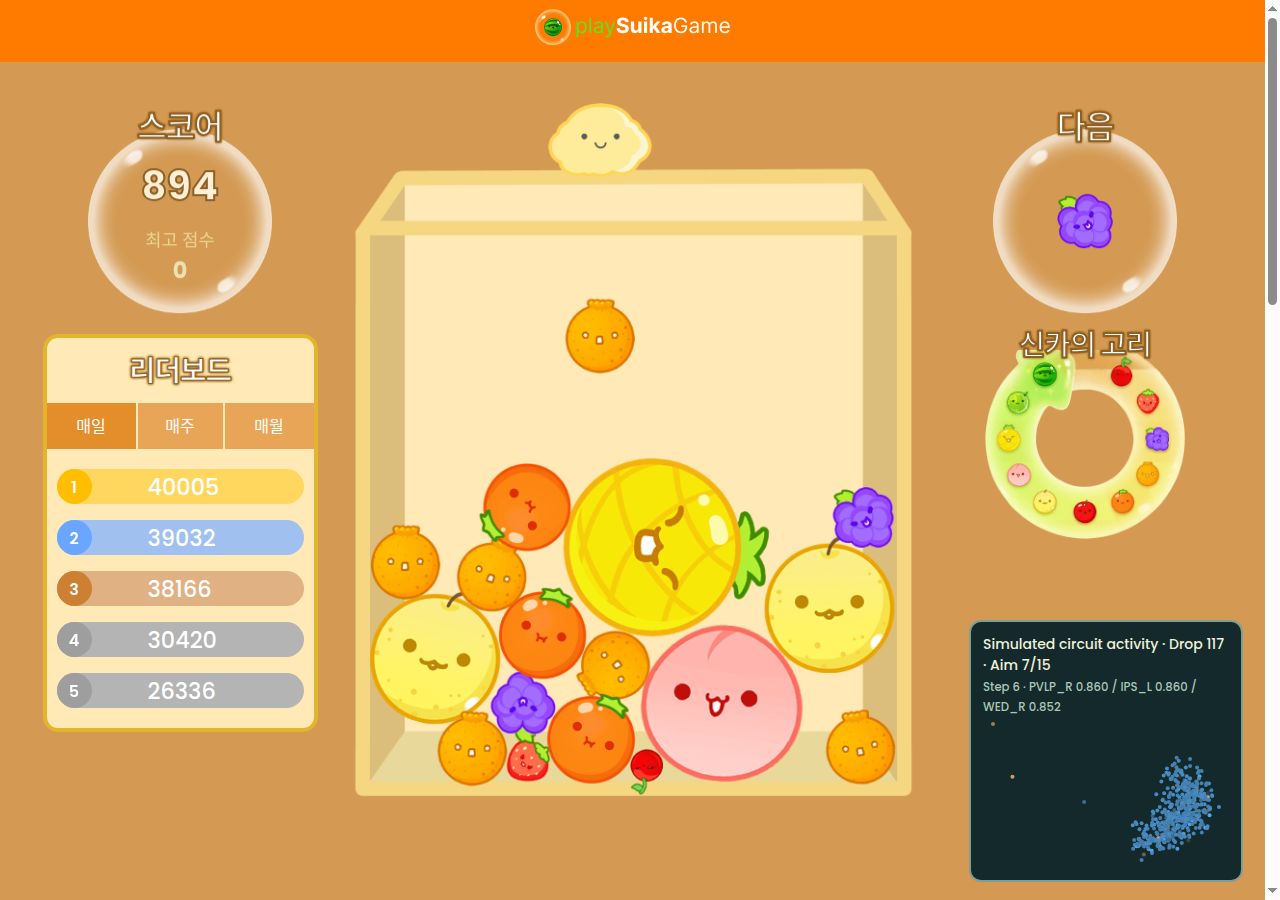 playSuikaGame
스코어
894
최고 점수
0
리더보드
매일
매주
매월
1 40005
2 39032
3 38166
4 30420
5 26336
다음
신카의 고리
Simulated circuit activity · Drop 117
· Aim 7/15
Step 6 · PVLP_R 0.860 / IPS_L 0.860 /
WED_R 0.852